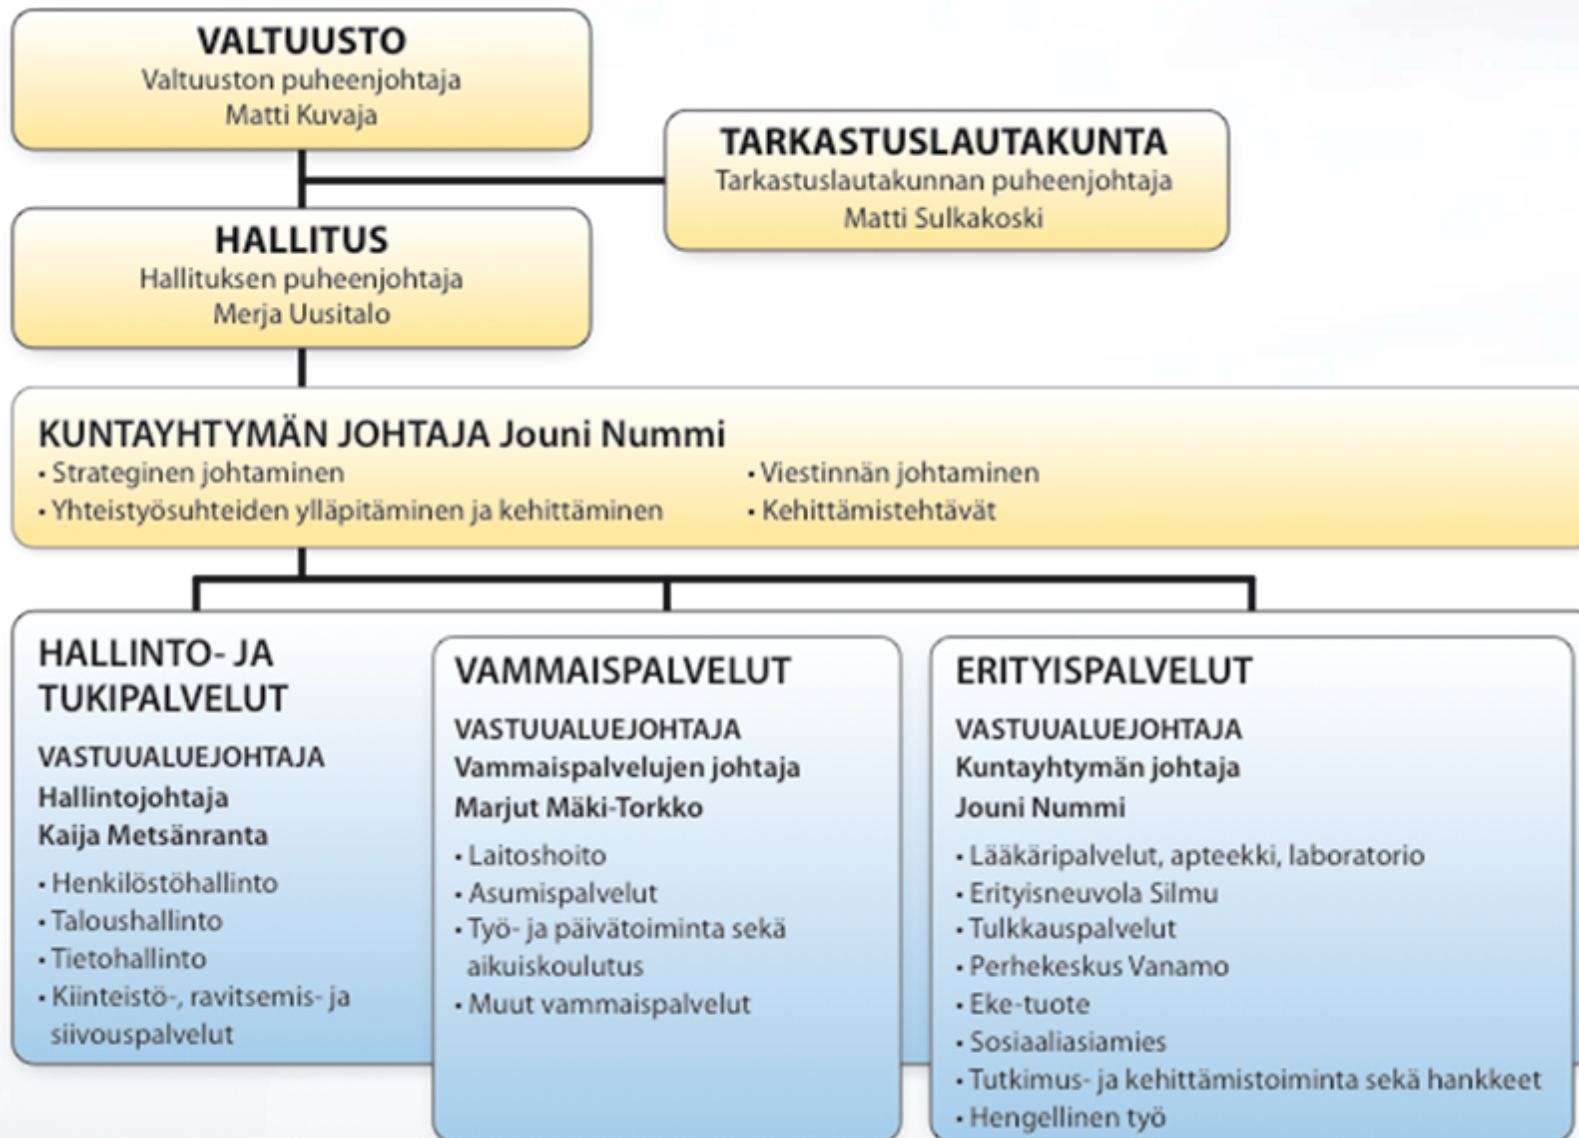 VALTUUSTO
Valtuuston puheenjohtaja
Matti Kuvaja
TARKASTUSLAUTAKUNTA
Tarkastuslautakunnan puheenjohtaja
Matti Sulkakoski
HALLITUS
Hallituksen puheenjohtaja
Merja Uusitalo
KUNTAYHTYMÄN JOHTAJA Jouni Nummi
• Strateginen johtaminen
• Yhteistyösuhteiden ylläpitäminen ja kehittäminen
• Viestinnän johtaminen
• Kehittämistehtävät
HALLINTO- JA
TUKIPALVELUT
VASTUUALUEJOHTAJA
Hallintojohtaja
Kaija Metsänranta
• Henkilöstöhallinto
• Taloushallinto
• Tietohallinto
• Kiinteistö-, ravitsemis- ja
siivouspalvelut
VAMMAISPALVELUT
VASTUUALUEJOHTAJA
Vammaispalvelujen johtaja
Marjut Mäki-Torkko
• Laitoshoito
• Asumispalvelut
• Työ- ja päivätoiminta sekä
aikuiskoulutus
• Muut vammaispalvelut
ERITYISPALVELUT
VASTUUALUEJOHTAJA
Kuntayhtymän johtaja
Jouni Nummi
• Lääkäripalvelut, apteekki, laboratorio
• Erityisneuvola Silmu
• Tulkkauspalvelut
• Perhekeskus Vanamo
• Eke-tuote
• Sosiaaliasiamies
• Tutkimus- ja kehittämistoiminta sekä hankkeet
• Hengellinen työ